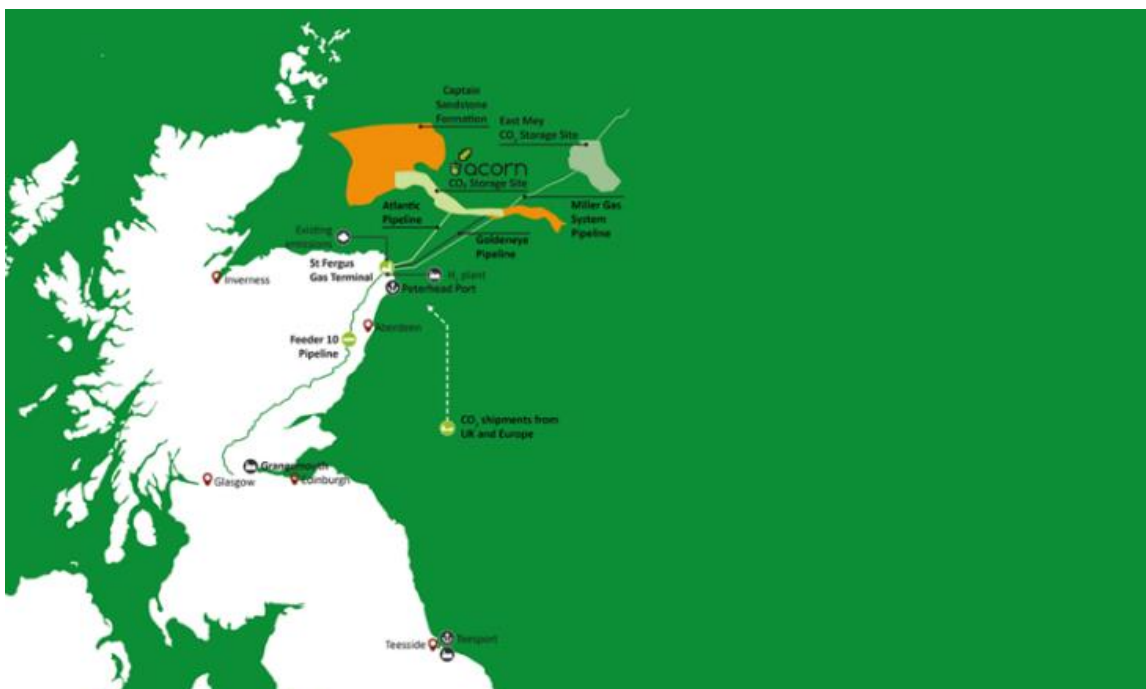 Captain
Sandstone
Formation
East Mey
CO₂ Storage Site
acorn
CO₂ Storage Site
Atlantic
Pipeline
Miller Gas
System
Pipeline
Existing
emissions
Goldeneye
Pipeline
St Fergus
Gas Terminal
H₂ plant
Peterhead Port
Inverness
Aberdeen
Feeder 10
Pipeline
CO₂ shipments from
UK and Europe
Grangemouth
Glasgow
Edinburgh
Teesport
Teesside